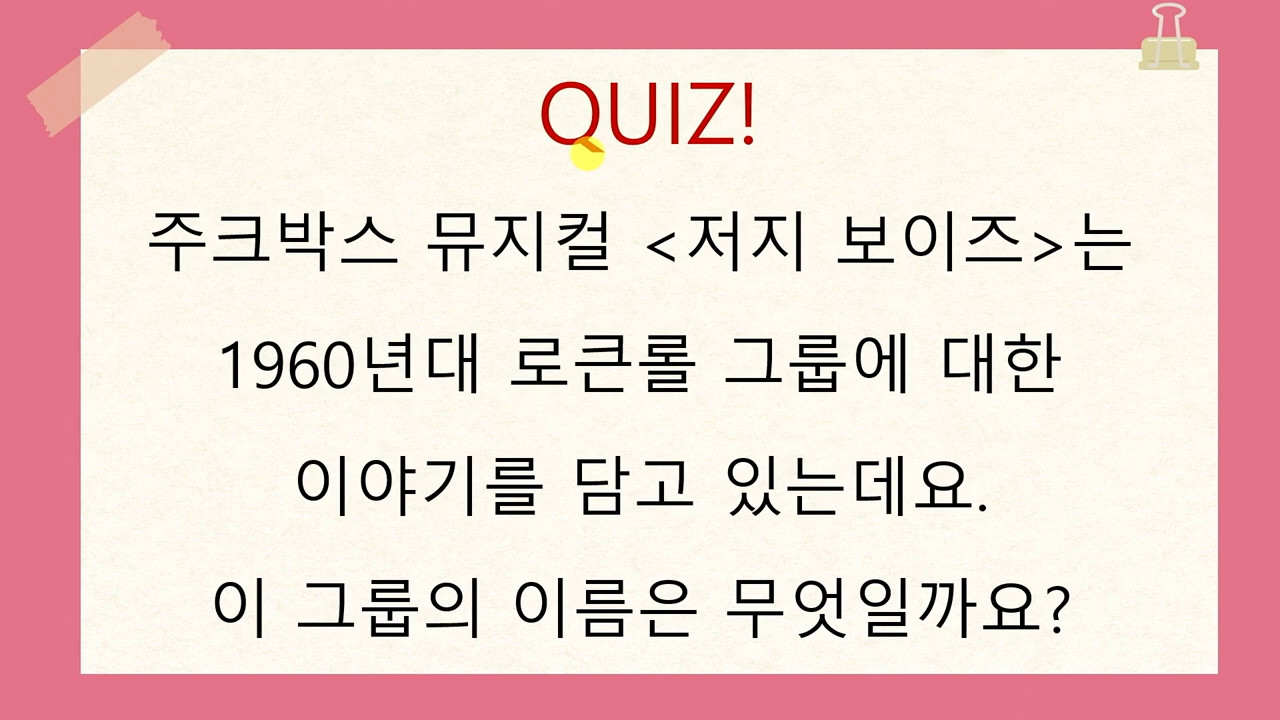 QUIZ!
주크박스 뮤지컬 <저지 보이즈>는
1960년대 로큰롤 그룹에 대한
이야기를 담고 있는데요.
이 그룹의 이름은 무엇일까요?